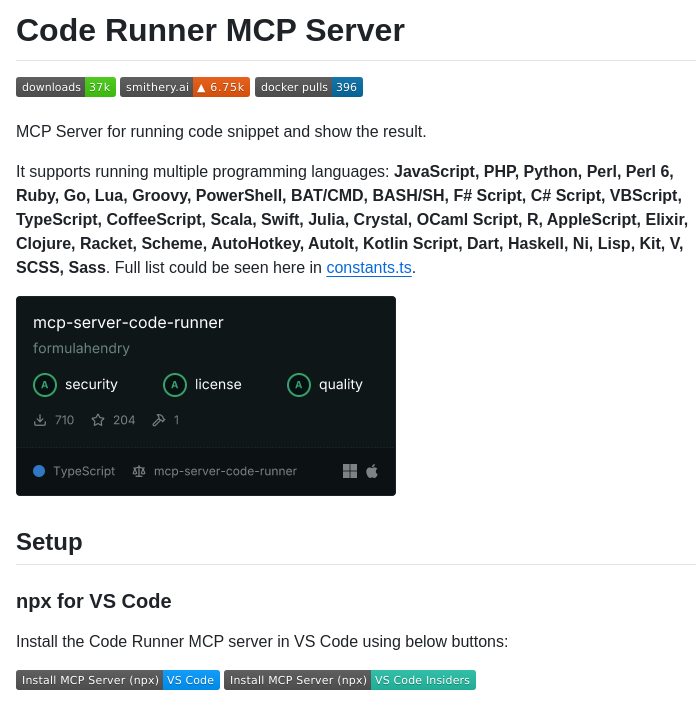 Code Runner MCP Server
downloads 37k smithery.ai ▲ 6.75k docker pulls 396
MCP Server for running code snippet and show the result.
It supports running multiple programming languages: JavaScript, PHP, Python, Perl, Perl 6,
Ruby, Go, Lua, Groovy, PowerShell, BAT/CMD, BASH/SH, F# Script, C# Script, VBScript,
TypeScript, CoffeeScript, Scala, Swift, Julia, Crystal, OCaml Script, R, AppleScript, Elixir,
Clojure, Racket, Scheme, AutoHotkey, AutoIt, Kotlin Script, Dart, Haskell, Ni, Lisp, Kit, V,
SCSS, Sass. Full list could be seen here in constants.ts.
mcp-server-code-runner
formulahendry
A security A license A quality
710 204 1
TypeScript mcp-server-code-runner
Setup
npx for VS Code
Install the Code Runner MCP server in VS Code using below buttons:
Install MCP Server (npx) VS Code Install MCP Server (npx) VS Code Insiders